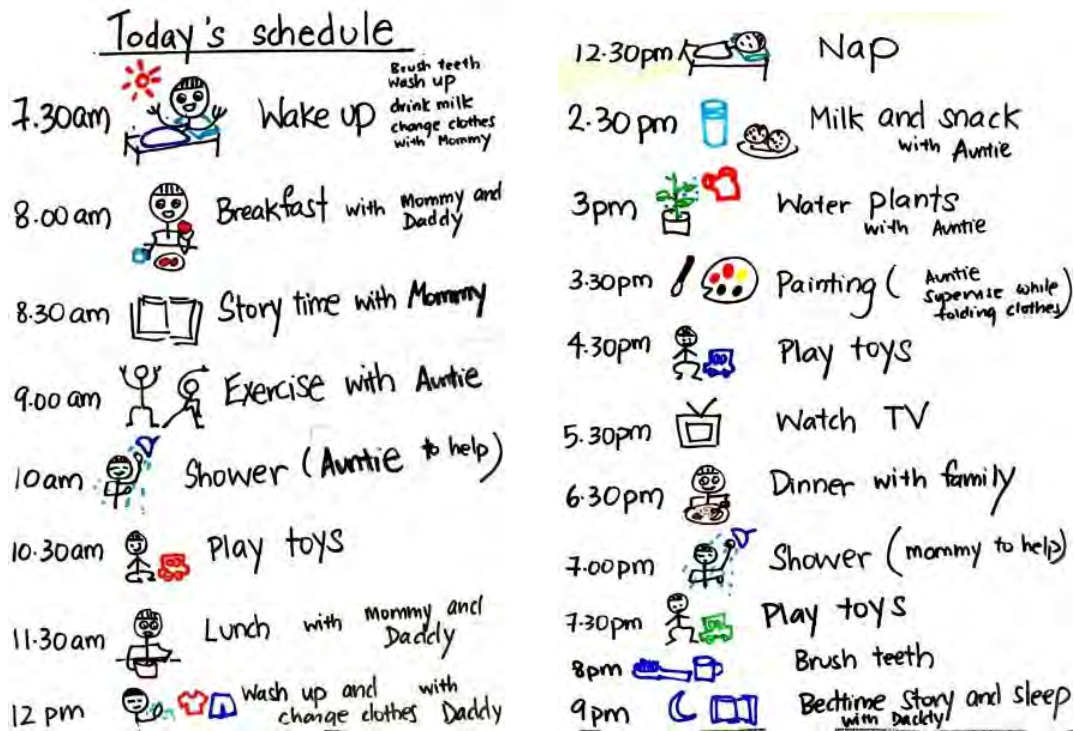 Today's schedule
7.30am Wake up
Brush teeth
Wash up
drink milk
change clothes
with Mommy
8.00 am Breakfast with Mommy and
Daddy
8.30 am Story time with Mommy
9.00 am Exercise with Auntie
10 am Shower (Auntie to help)
10.30am Play toys
11.30am Lunch with mommy and
Daddy
12 pm Wash up and with
change clothes Daddy
12.30pm Nap
2.30 pm Milk and snack
with Auntie
3pm Water plants
with Auntie
3.30pm Painting (Auntie
supervise while
folding clothes)
4.30pm Play toys
5.30pm Watch TV
6.30pm Dinner with family
7.00pm Shower (mommy to help)
7.30pm Play toys
8pm Brush teeth
9pm Bedtime story and sleep
with Daddy